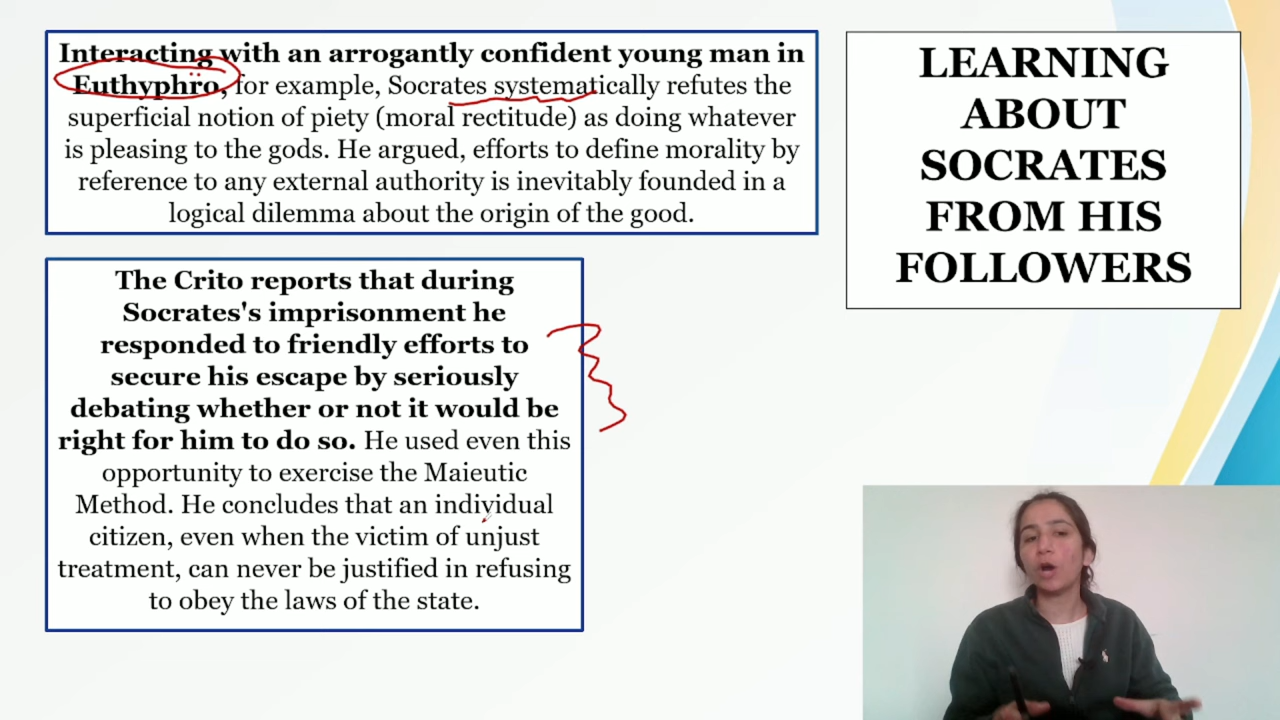 Interacting with an arrogantly confident young man in
Euthyphro, for example, Socrates systematically refutes the
superficial notion of piety (moral rectitude) as doing whatever
is pleasing to the gods. He argued, efforts to define morality by
reference to any external authority is inevitably founded in a
logical dilemma about the origin of the good.
LEARNING
ABOUT
SOCRATES
FROM HIS
FOLLOWERS
The Crito reports that during
Socrates's imprisonment he
responded to friendly efforts to
secure his escape by seriously
debating whether or not it would be
right for him to do so. He used even this
opportunity to exercise the Maieutic
Method. He concludes that an individual
citizen, even when the victim of unjust
treatment, can never be justified in refusing
to obey the laws of the state.